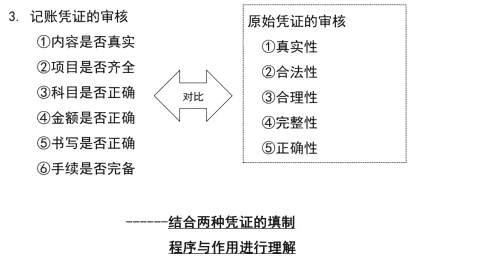 3. 记账凭证的审核
①内容是否真实
②项目是否齐全
③科目是否正确
④金额是否正确
⑤书写是否正确
⑥手续是否完备
对比
原始凭证的审核
①真实性
②合法性
③合理性
④完整性
⑤正确性
------结合两种凭证的填制
程序与作用进行理解